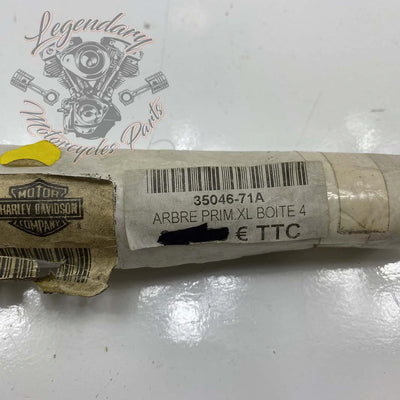 Legendary
Motorcycles Parts
MOTOR
HARLEY-DAVIDSON
COMPANY
35046-71A
ARBRE PRIM.XL BOITE 4
€ TTC